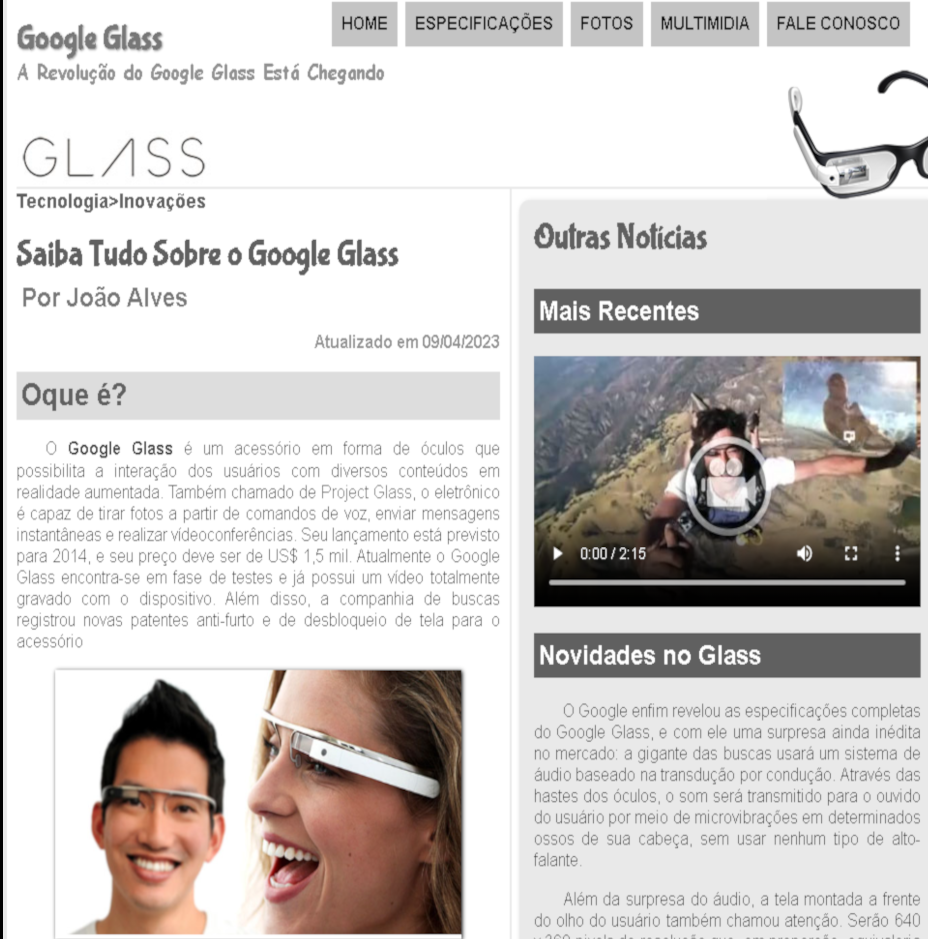 HOME ESPECIFICAÇÕES FOTOS MULTIMIDIA FALE CONOSCO
Google Glass
A Revolução do Google Glass Está Chegando
GLASS
Tecnologia>Inovações
Saiba Tudo Sobre o Google Glass
Por João Alves
Atualizado em 09/04/2023
Oque é?
O Google Glass é um acessório em forma de óculos que
possibilita a interação dos usuários com diversos conteúdos em
realidade aumentada. Também chamado de Project Glass, o eletrônico
é capaz de tirar fotos a partir de comandos de voz, enviar mensagens
instantâneas e realizar vídeoconferências. Seu lançamento está previsto
para 2014, e seu preço deve ser de US$ 1,5 mil. Atualmente o Google
Glass encontra-se em fase de testes e já possui um vídeo totalmente
gravado com o dispositivo. Além disso, a companhia de buscas
registrou novas patentes anti-furto e de desbloqueio de tela para o
acessório
Outras Notícias
Mais Recentes
0:00 / 2:15
Novidades no Glass
O Google enfim revelou as especificações completas
do Google Glass, e com ele uma surpresa ainda inédita
no mercado: a gigante das buscas usará um sistema de
áudio baseado na transdução por condução. Através das
hastes dos óculos, o som será transmitido para o ouvido
do usuário por meio de microvibrações em determinados
ossos de sua cabeça, sem usar nenhum tipo de alto-
falante.
Além da surpresa do áudio, a tela montada a frente
do olho do usuário também chamou atenção. Serão 640